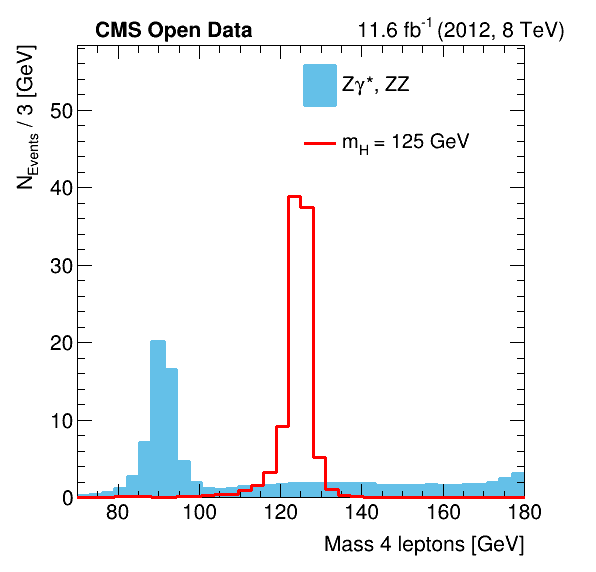 CMS Open Data 11.6 fb-1 (2012, 8 TeV)
NEvents / 3 [GeV]
Zγ*, ZZ
mH = 125 GeV
50
40
30
20
10
0
80 100 120 140 160 180
Mass 4 leptons [GeV]